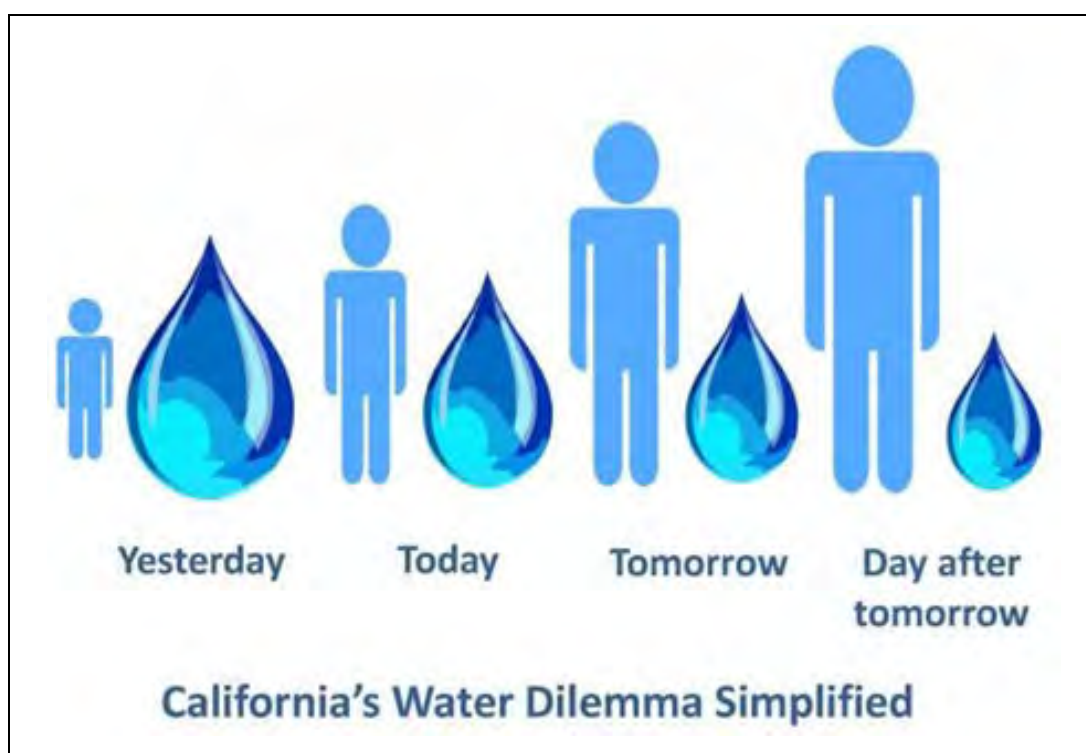 Yesterday
Today
Tomorrow
Day after
tomorrow
California's Water Dilemma Simplified